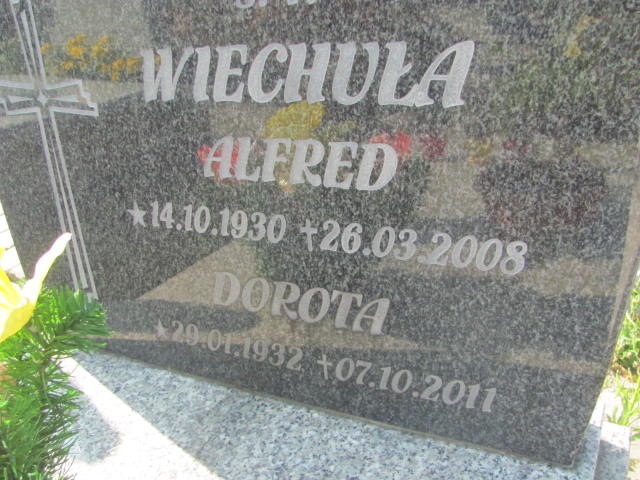 WIECHUŁA
ALFRED
★14.10.1930 ✝26.03.2008
DOROTA
★29.01.1932 ✝07.10.2011